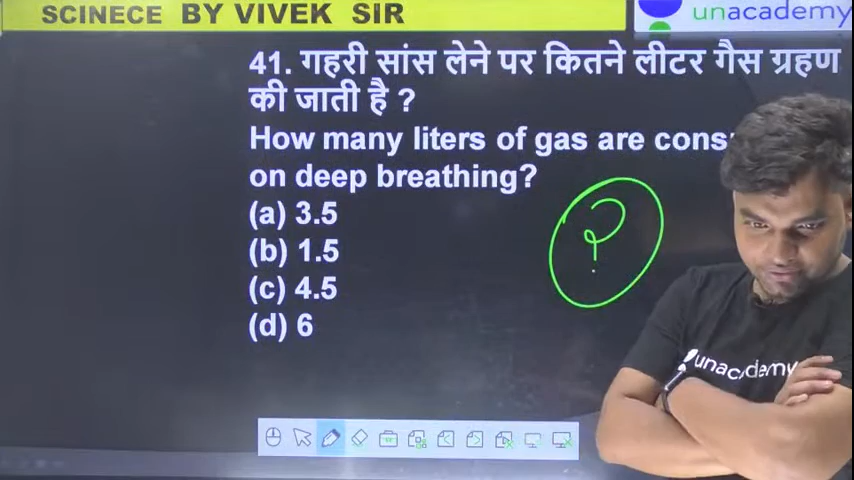 SCINECE BY VIVEK SIR
unacademy
41. गहरी सांस लेने पर कितने लीटर गैस ग्रहण
की जाती है ?
How many liters of gas are
on deep breathing?
(a) 3.5
(b) 1.5
(c) 4.5
(d) 6
?
unacademy